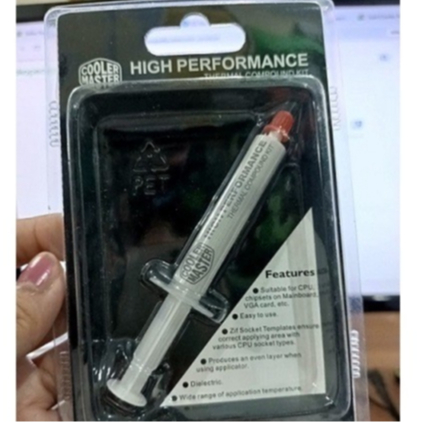 COOLER
MASTER
HIGH PERFORMANCE
THERMAL COMPOUND KIT
PET
COOLER
MASTER
HIGH PERFORMANCE
THERMAL COMPOUND KIT
Features
Suitable for CPU,
chipsets on Mainboard,
VGA card, etc.
Easy to use.
Zif Socket Templates ensure
correct applying area with
various CPU socket types.
Produces an even layer when
using applicator.
Dielectric.
Wide range of application temperature.